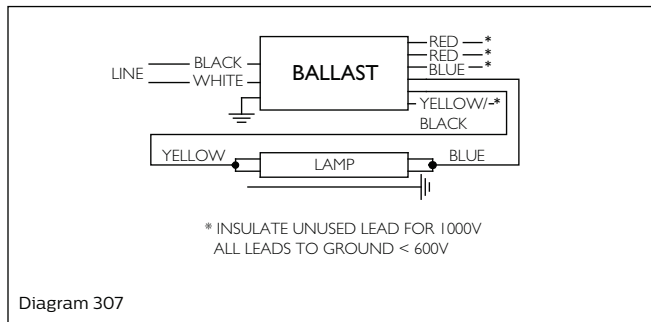 RED *
RED *
BLUE *
LINE BLACK
WHITE
BALLAST
YELLOW/ *
BLACK
YELLOW
LAMP
BLUE
* INSULATE UNUSED LEAD FOR 1000V
ALL LEADS TO GROUND < 600V
Diagram 307